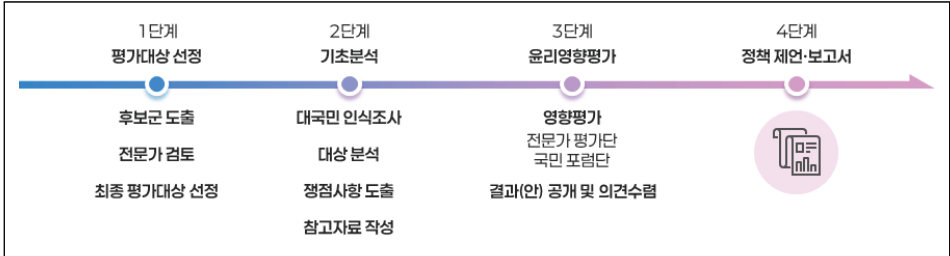 1단계
평가대상 선정
후보군 도출
전문가 검토
최종 평가대상 선정
2단계
기초분석
대국민 인식조사
대상 분석
쟁점사항 도출
참고자료 작성
3단계
윤리영향평가
영향평가
전문가 평가단
국민 포럼단
결과(안) 공개 및 의견수렴
4단계
정책 제언·보고서